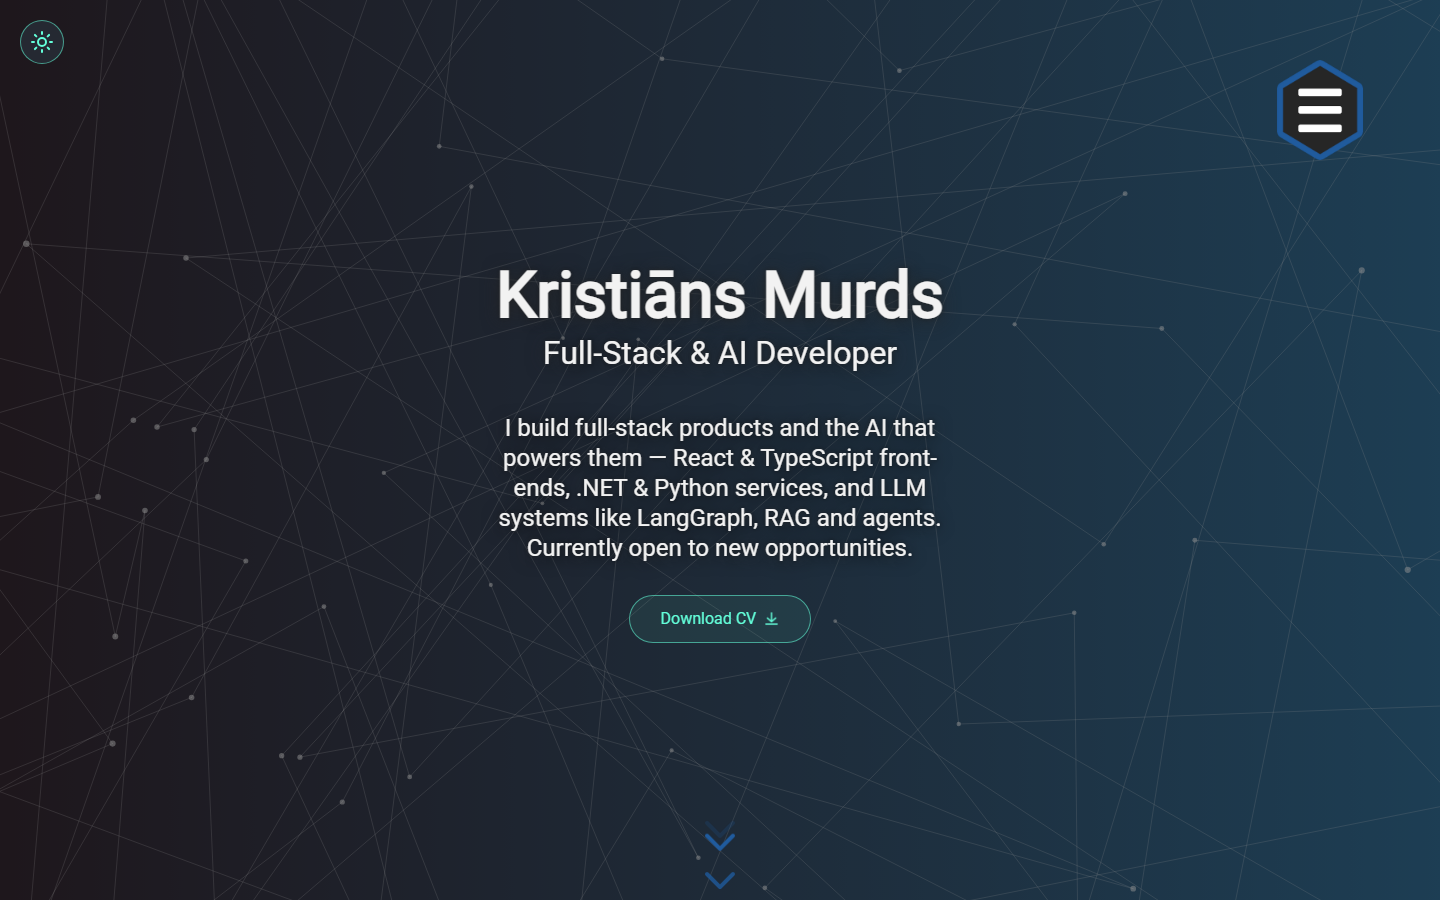 Kristiāns Murds
Full-Stack & AI Developer
I build full-stack products and the AI that
powers them — React & TypeScript front-
ends, .NET & Python services, and LLM
systems like LangGraph, RAG and agents.
Currently open to new opportunities.
Download CV